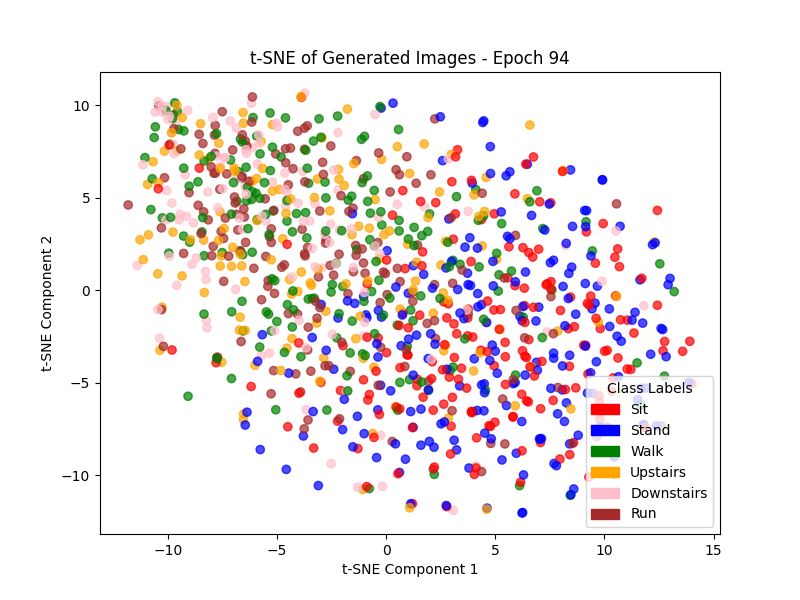 t-SNE of Generated Images - Epoch 94
t-SNE Component 2
10
5
0
−5
−10
−10
−5
0
5
10
15
t-SNE Component 1
Class Labels
Sit
Stand
Walk
Upstairs
Downstairs
Run